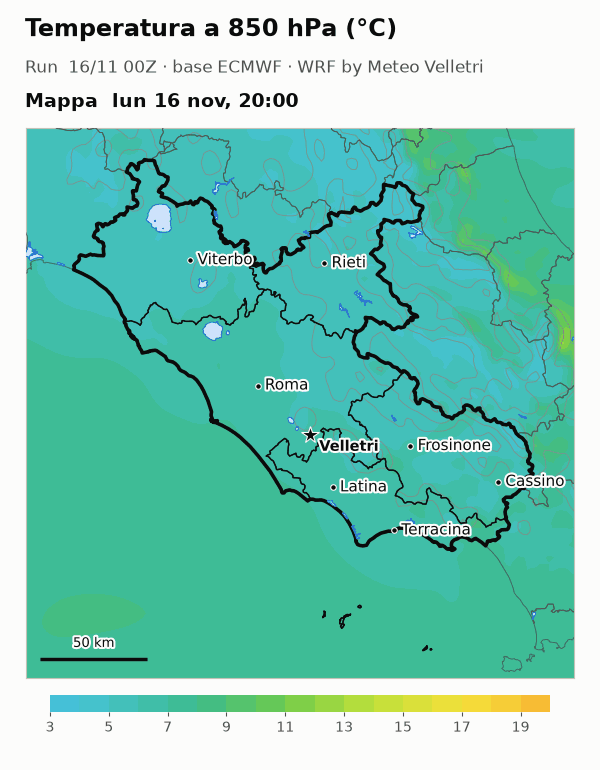 Temperatura a 850 hPa (°C)
Run  16/11 00Z · base ECMWF · WRF by Meteo Velletri
Mappa  lun 16 nov, 20:00
Viterbo
Rieti
Roma
Velletri
Frosinone
Cassino
Latina
Terracina
50 km
3 5 7 9 11 13 15 17 19